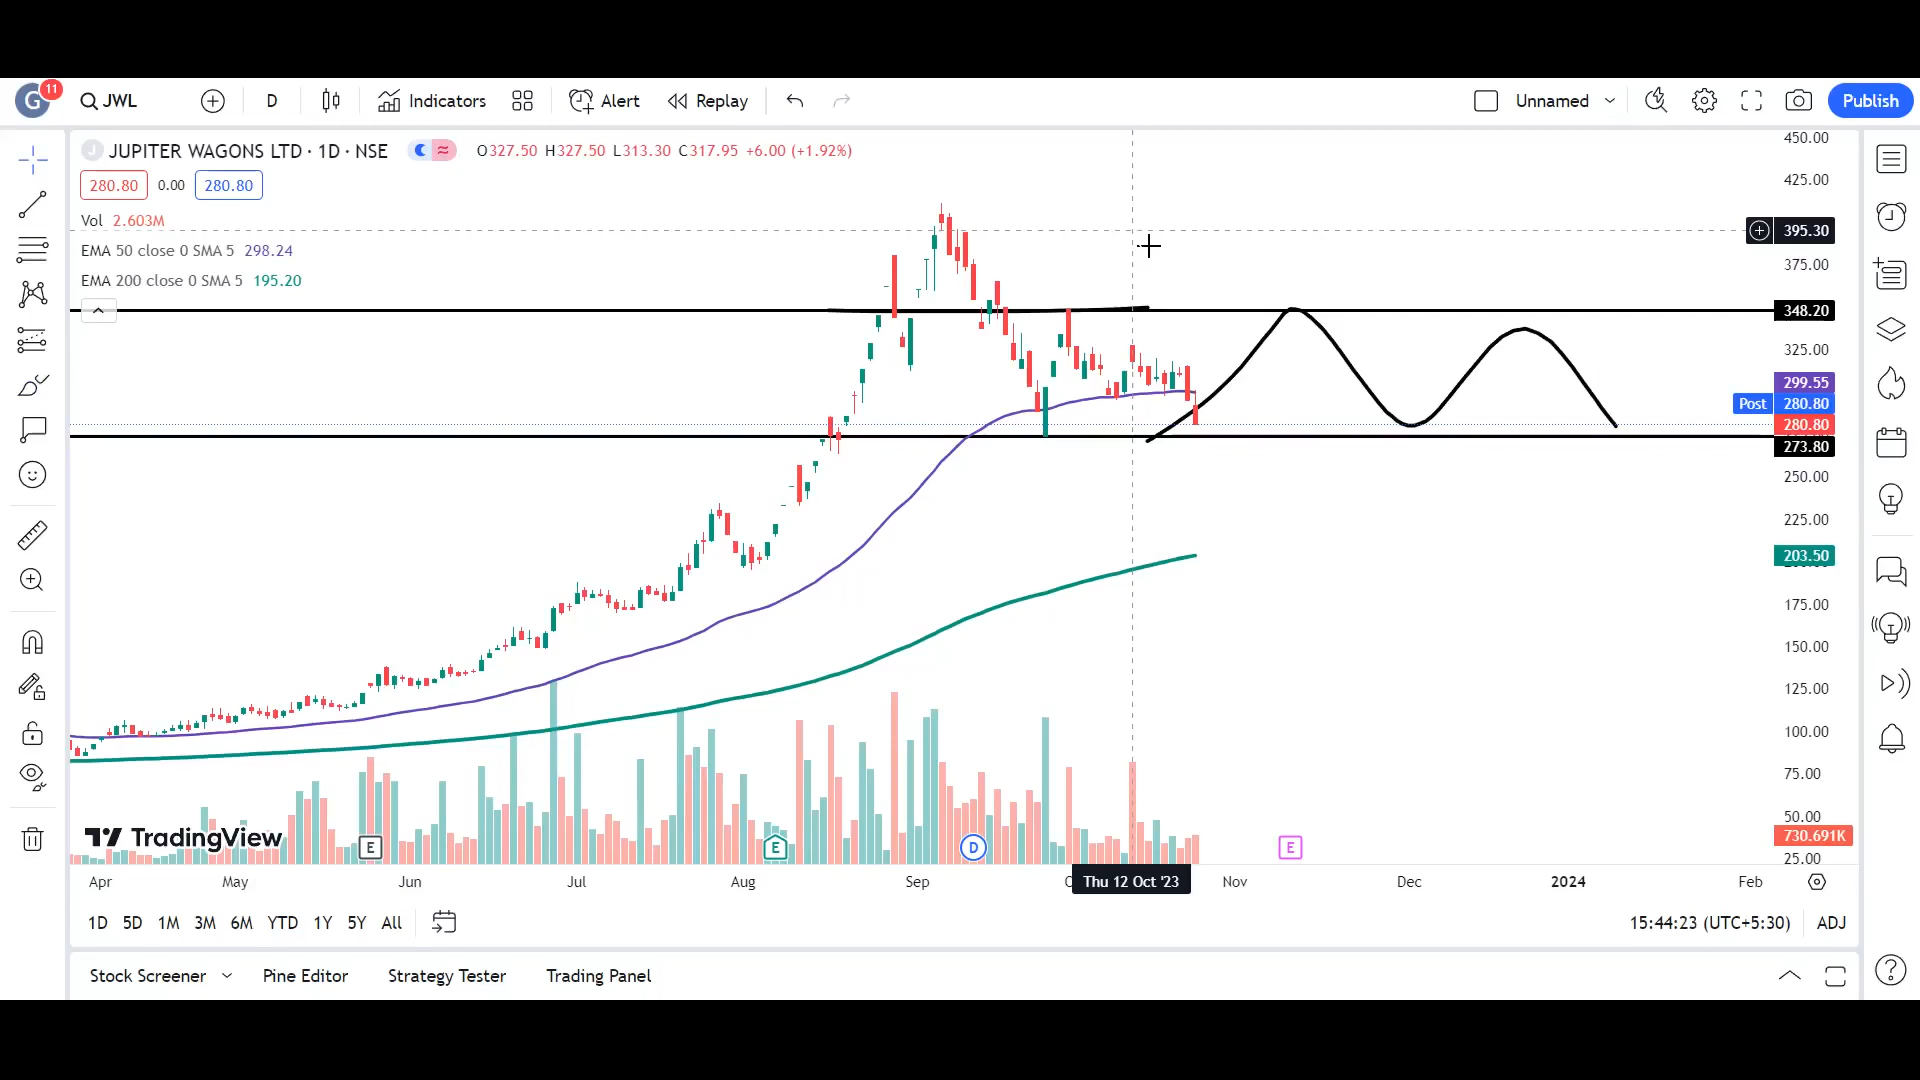 G 11 JWL D Indicators Alert Replay Unnamed Publish
J JUPITER WAGONS LTD · 1D · NSE O327.50 H327.50 L313.30 C317.95 +6.00 (+1.92%)
280.80 0.00 280.80
Vol 2.603M
EMA 50 close 0 SMA 5 298.24
EMA 200 close 0 SMA 5 195.20
450.00
425.00
395.30
375.00
348.20
325.00
299.55
Post 280.80
280.80
273.80
250.00
225.00
203.50
175.00
150.00
125.00
100.00
75.00
50.00
730.691K
25.00
TradingView
E E D E
Apr May Jun Jul Aug Sep Thu 12 Oct '23 Nov Dec 2024 Feb
1D 5D 1M 3M 6M YTD 1Y 5Y All 15:44:23 (UTC+5:30) ADJ
Stock Screener Pine Editor Strategy Tester Trading Panel